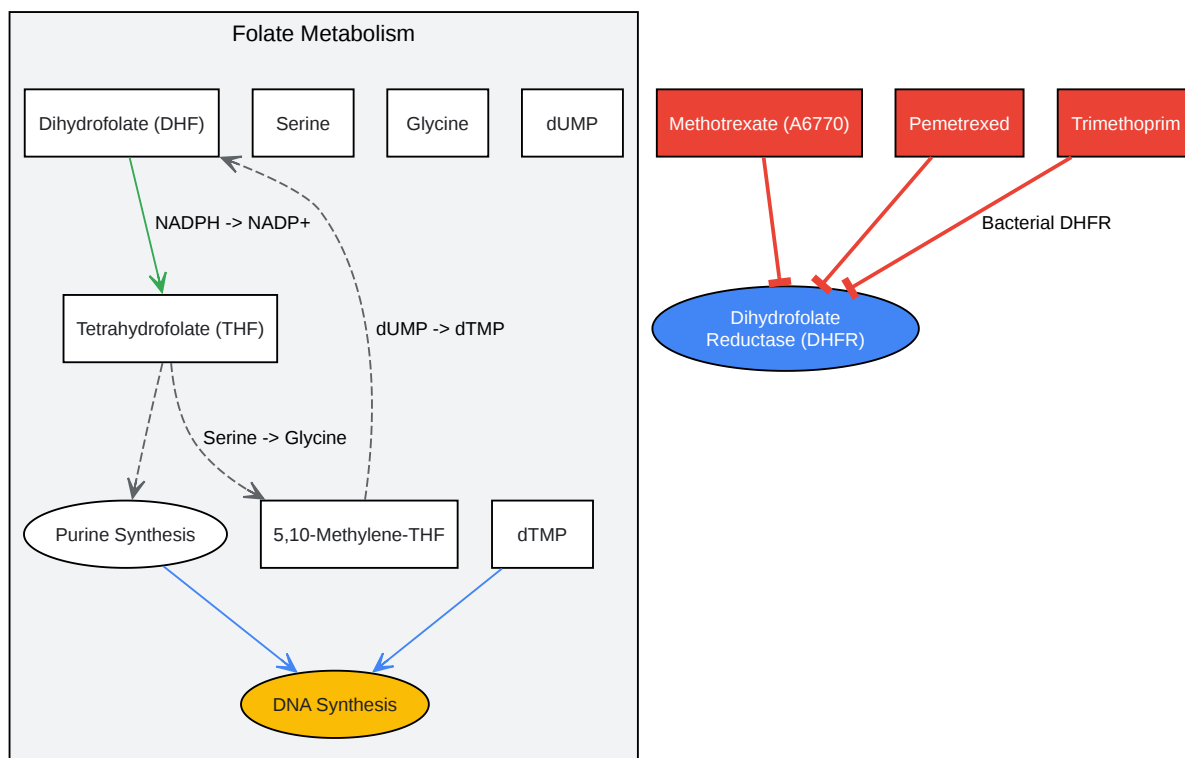 Folate Metabolism
Dihydrofolate (DHF)
Serine
Glycine
dUMP
Methotrexate (A6770)
Pemetrexed
Trimethoprim
NADPH -> NADP+
Bacterial DHFR
Tetrahydrofolate (THF)
dUMP -> dTMP
Dihydrofolate
Reductase (DHFR)
Serine -> Glycine
Purine Synthesis
5,10-Methylene-THF
dTMP
DNA Synthesis